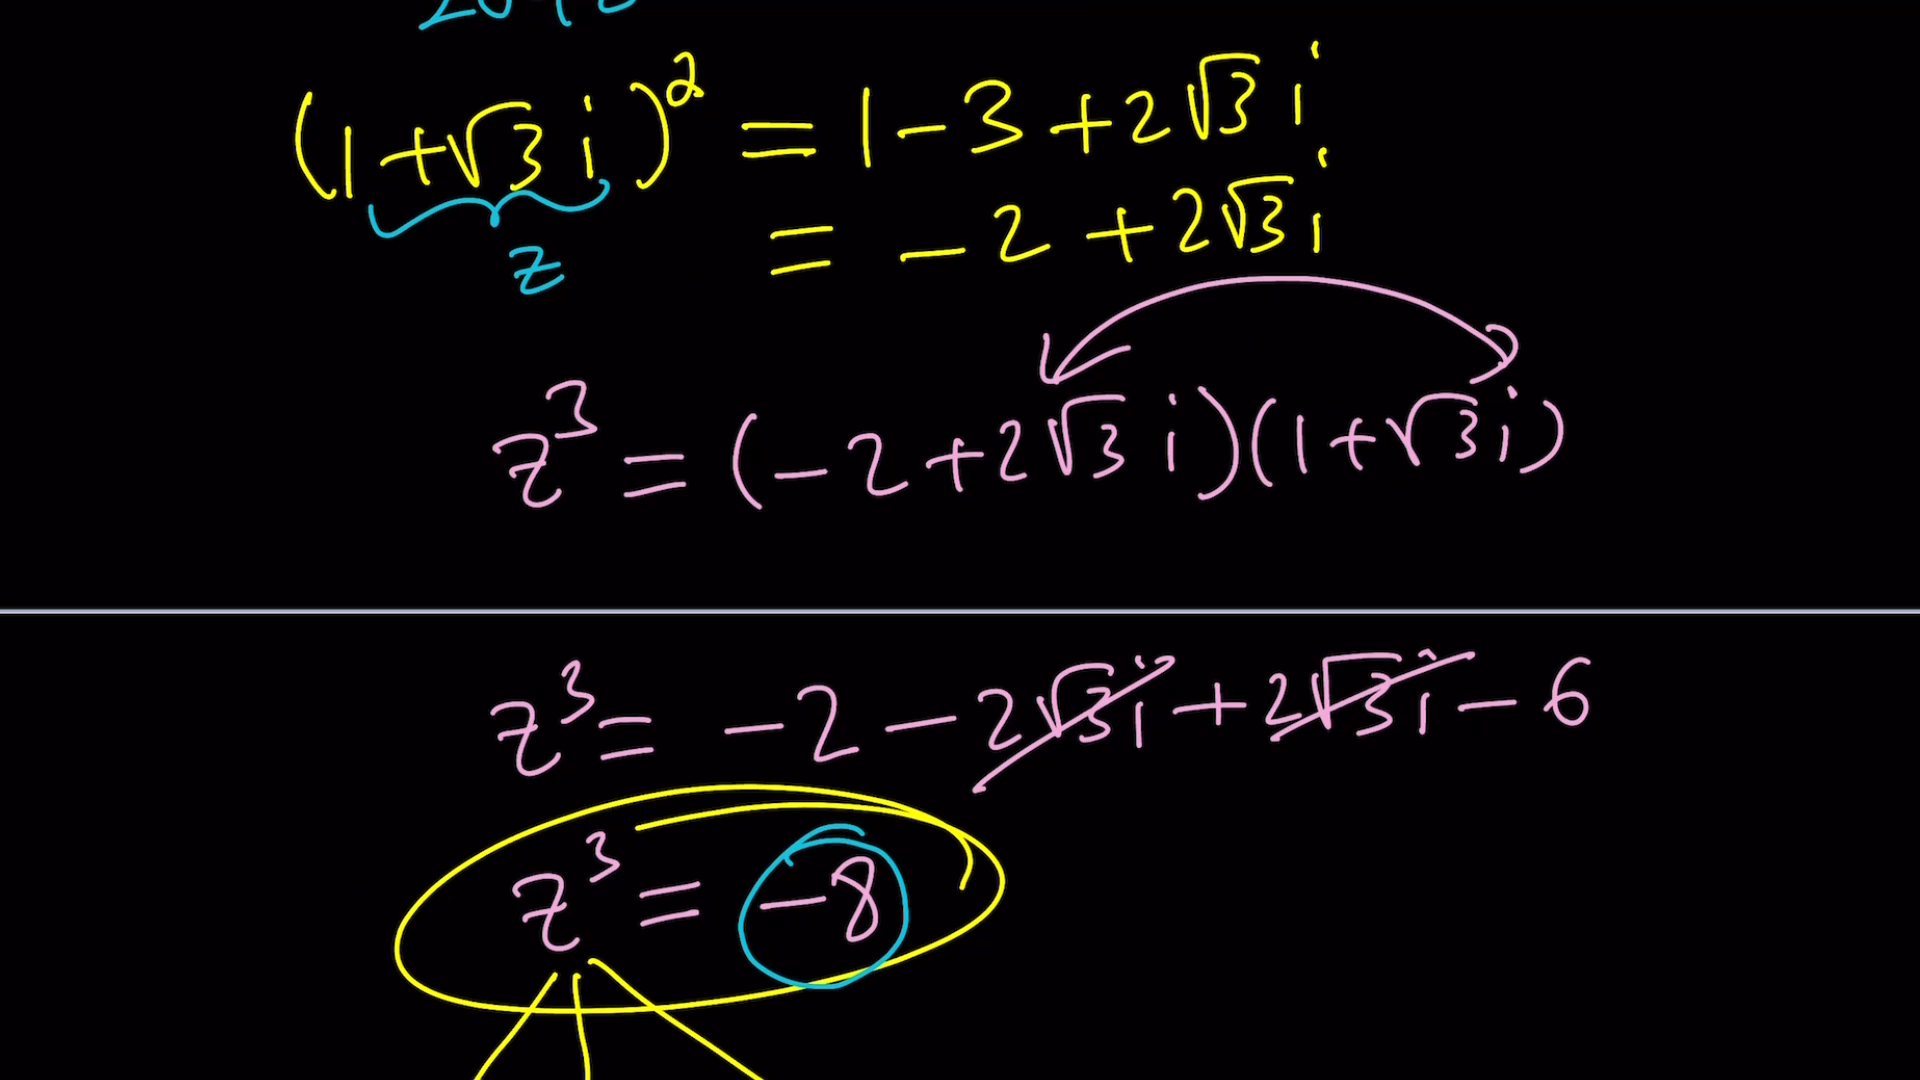 (1+√3 i)² = 1-3+2√3 i
z
= -2+2√3 i
z³ = (-2+2√3 i)(1+√3 i)
z³ = -2-2√3 i+2√3 i-6
z³ = -8